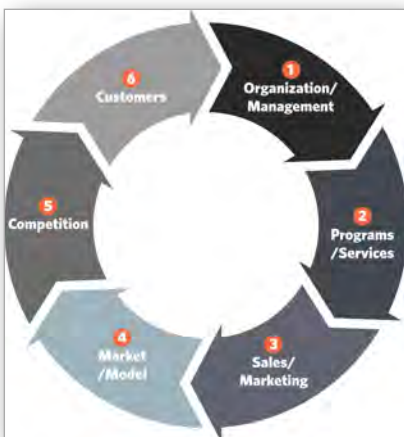 1
Organization/
Management
2
Programs
/Services
3
Sales/
Marketing
4
Market
/Model
5
Competition
6
Customers